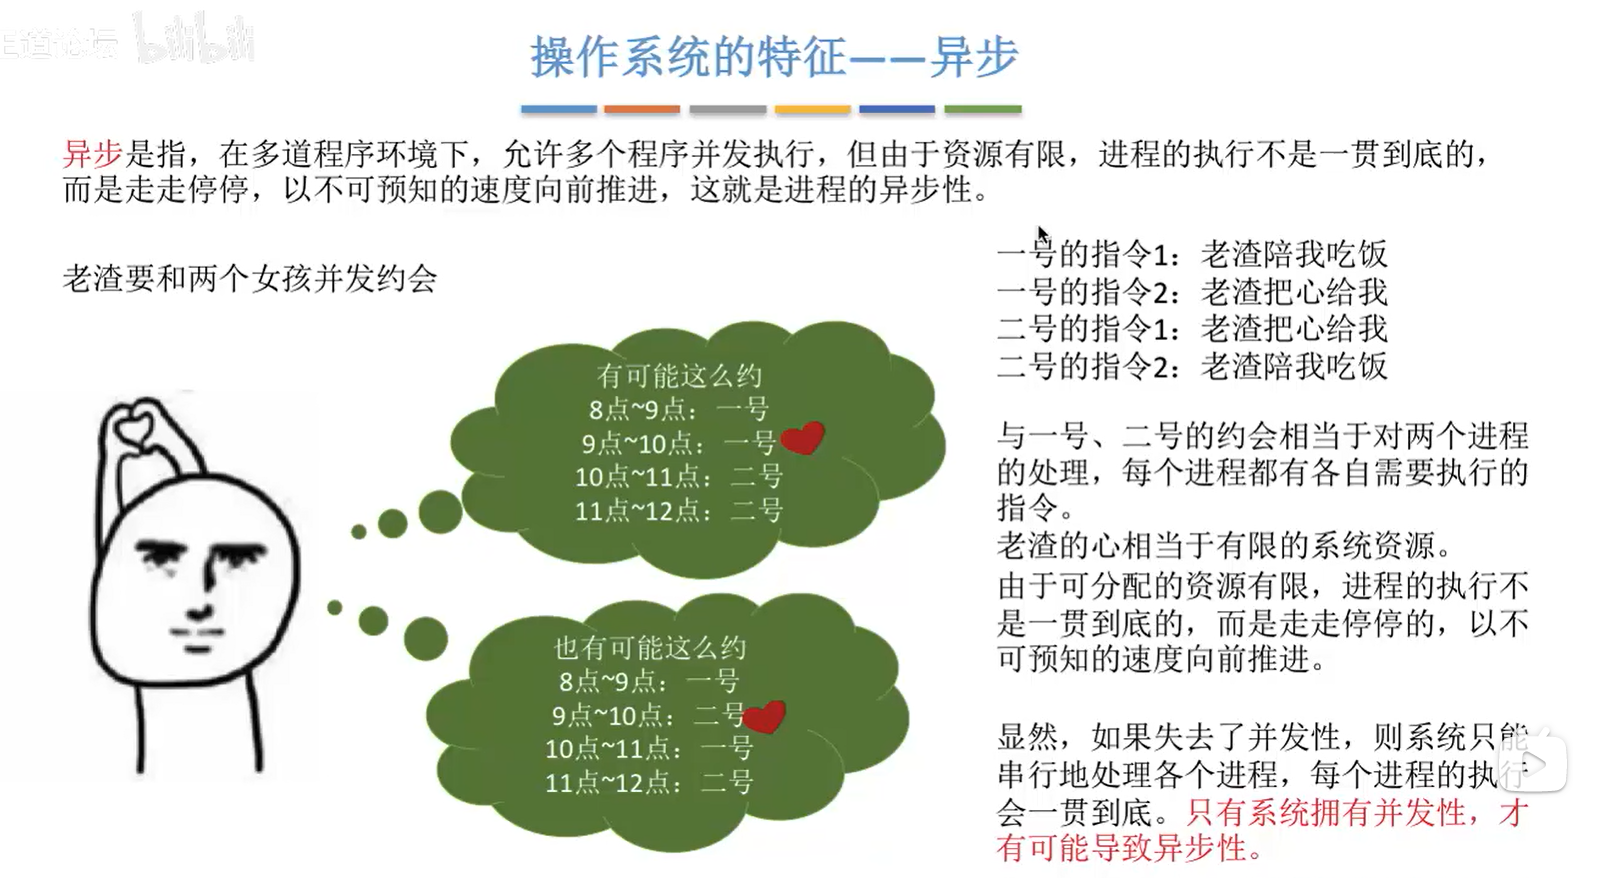 王道论坛 bilibili
操作系统的特征——异步
异步是指，在多道程序环境下，允许多个程序并发执行，但由于资源有限，进程的执行不是一贯到底的，
而是走走停停，以不可预知的速度向前推进，这就是进程的异步性。
老渣要和两个女孩并发约会
有可能这么约
8点~9点：一号
9点~10点：一号
10点~11点：二号
11点~12点：二号
也有可能这么约
8点~9点：一号
9点~10点：二号
10点~11点：一号
11点~12点：二号
一号的指令1：老渣陪我吃饭
一号的指令2：老渣把心给我
二号的指令1：老渣把心给我
二号的指令2：老渣陪我吃饭
与一号、二号的约会相当于对两个进程
的处理，每个进程都有各自需要执行的
指令。
老渣的心相当于有限的系统资源。
由于可分配的资源有限，进程的执行不
是一贯到底的，而是走走停停的，以不
可预知的速度向前推进。
显然，如果失去了并发性，则系统只能
串行地处理各个进程，每个进程的执行
会一贯到底。只有系统拥有并发性，才
有可能导致异步性。